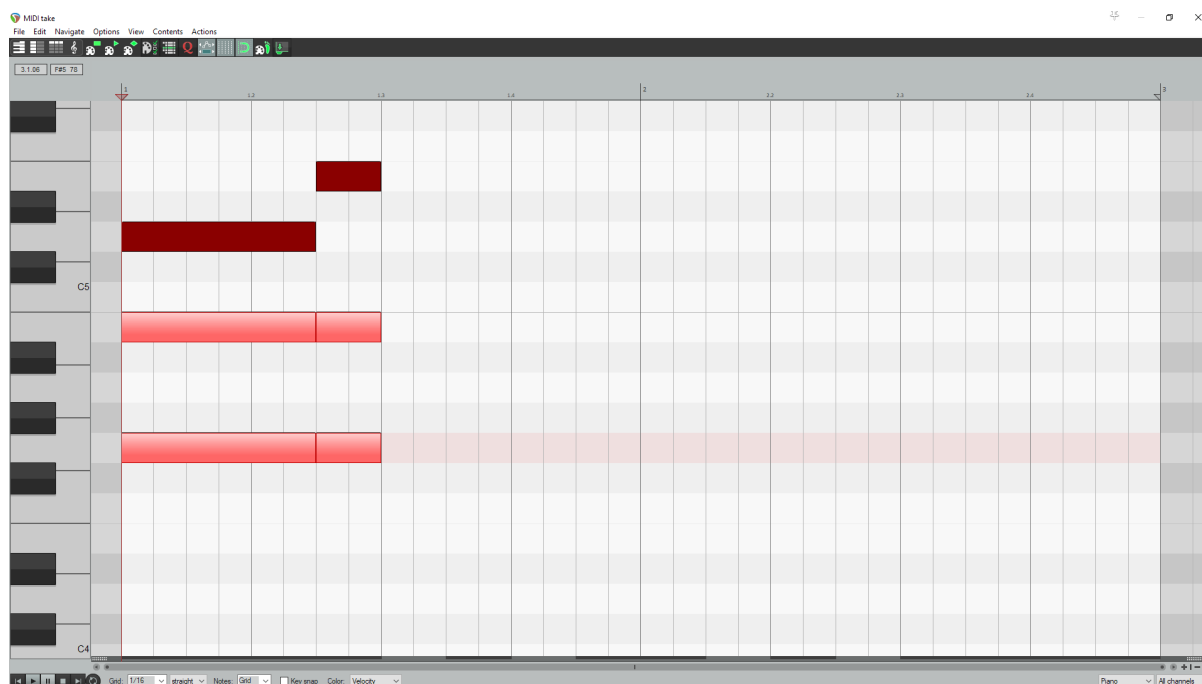 MIDI take
File Edit Navigate Options View Contents Actions
3.1.06 F#5 78
1 1.2 1.3 1.4 2 2.2 2.3 2.4 3
C5
C4
Grid: 1/16 straight Notes: Grid Key snap Color: Velocity Piano All channels